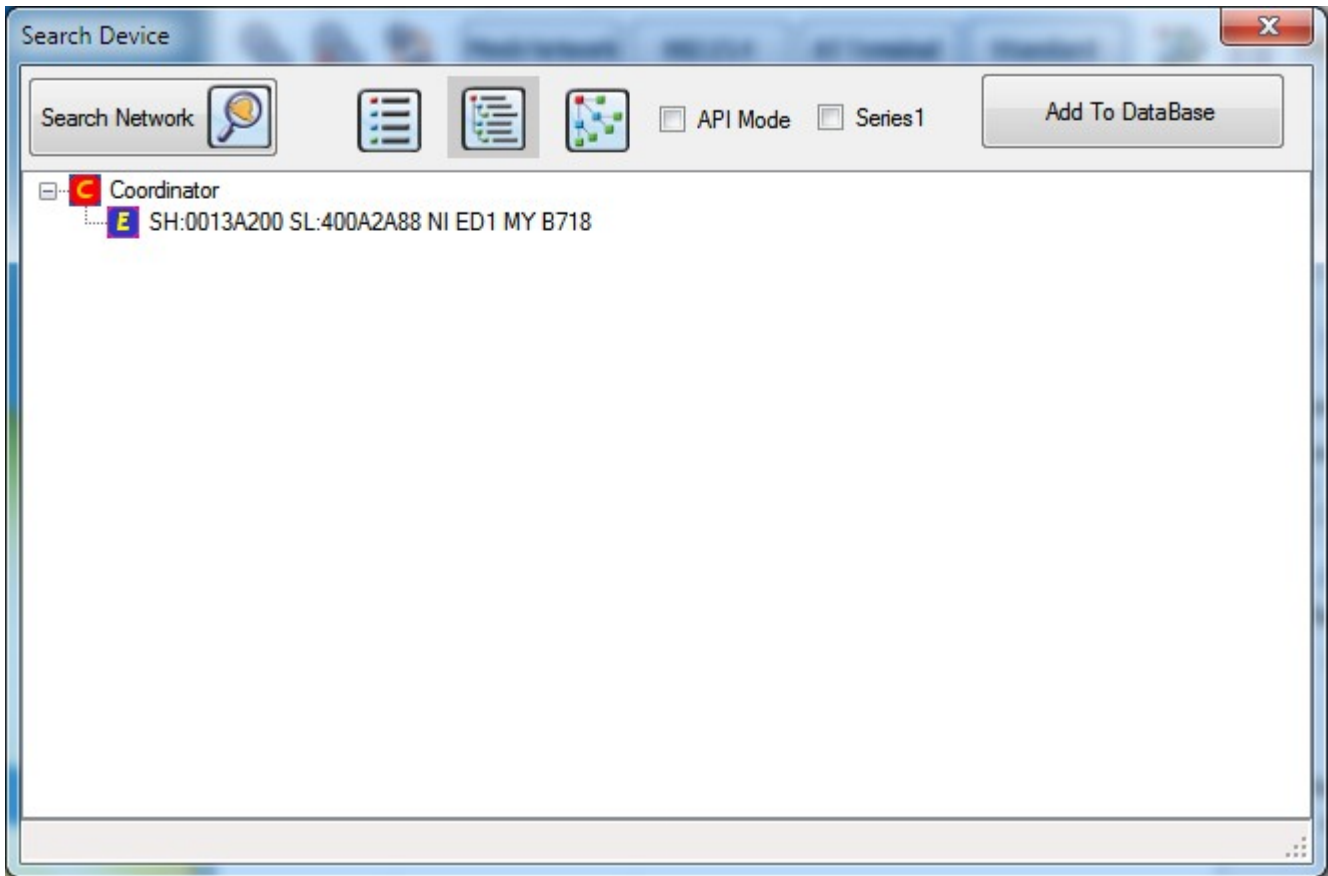 Search Device
Search Network
API Mode
Series1
Add To DataBase
C Coordinator
E SH:0013A200 SL:400A2A88 NI ED1 MY B718